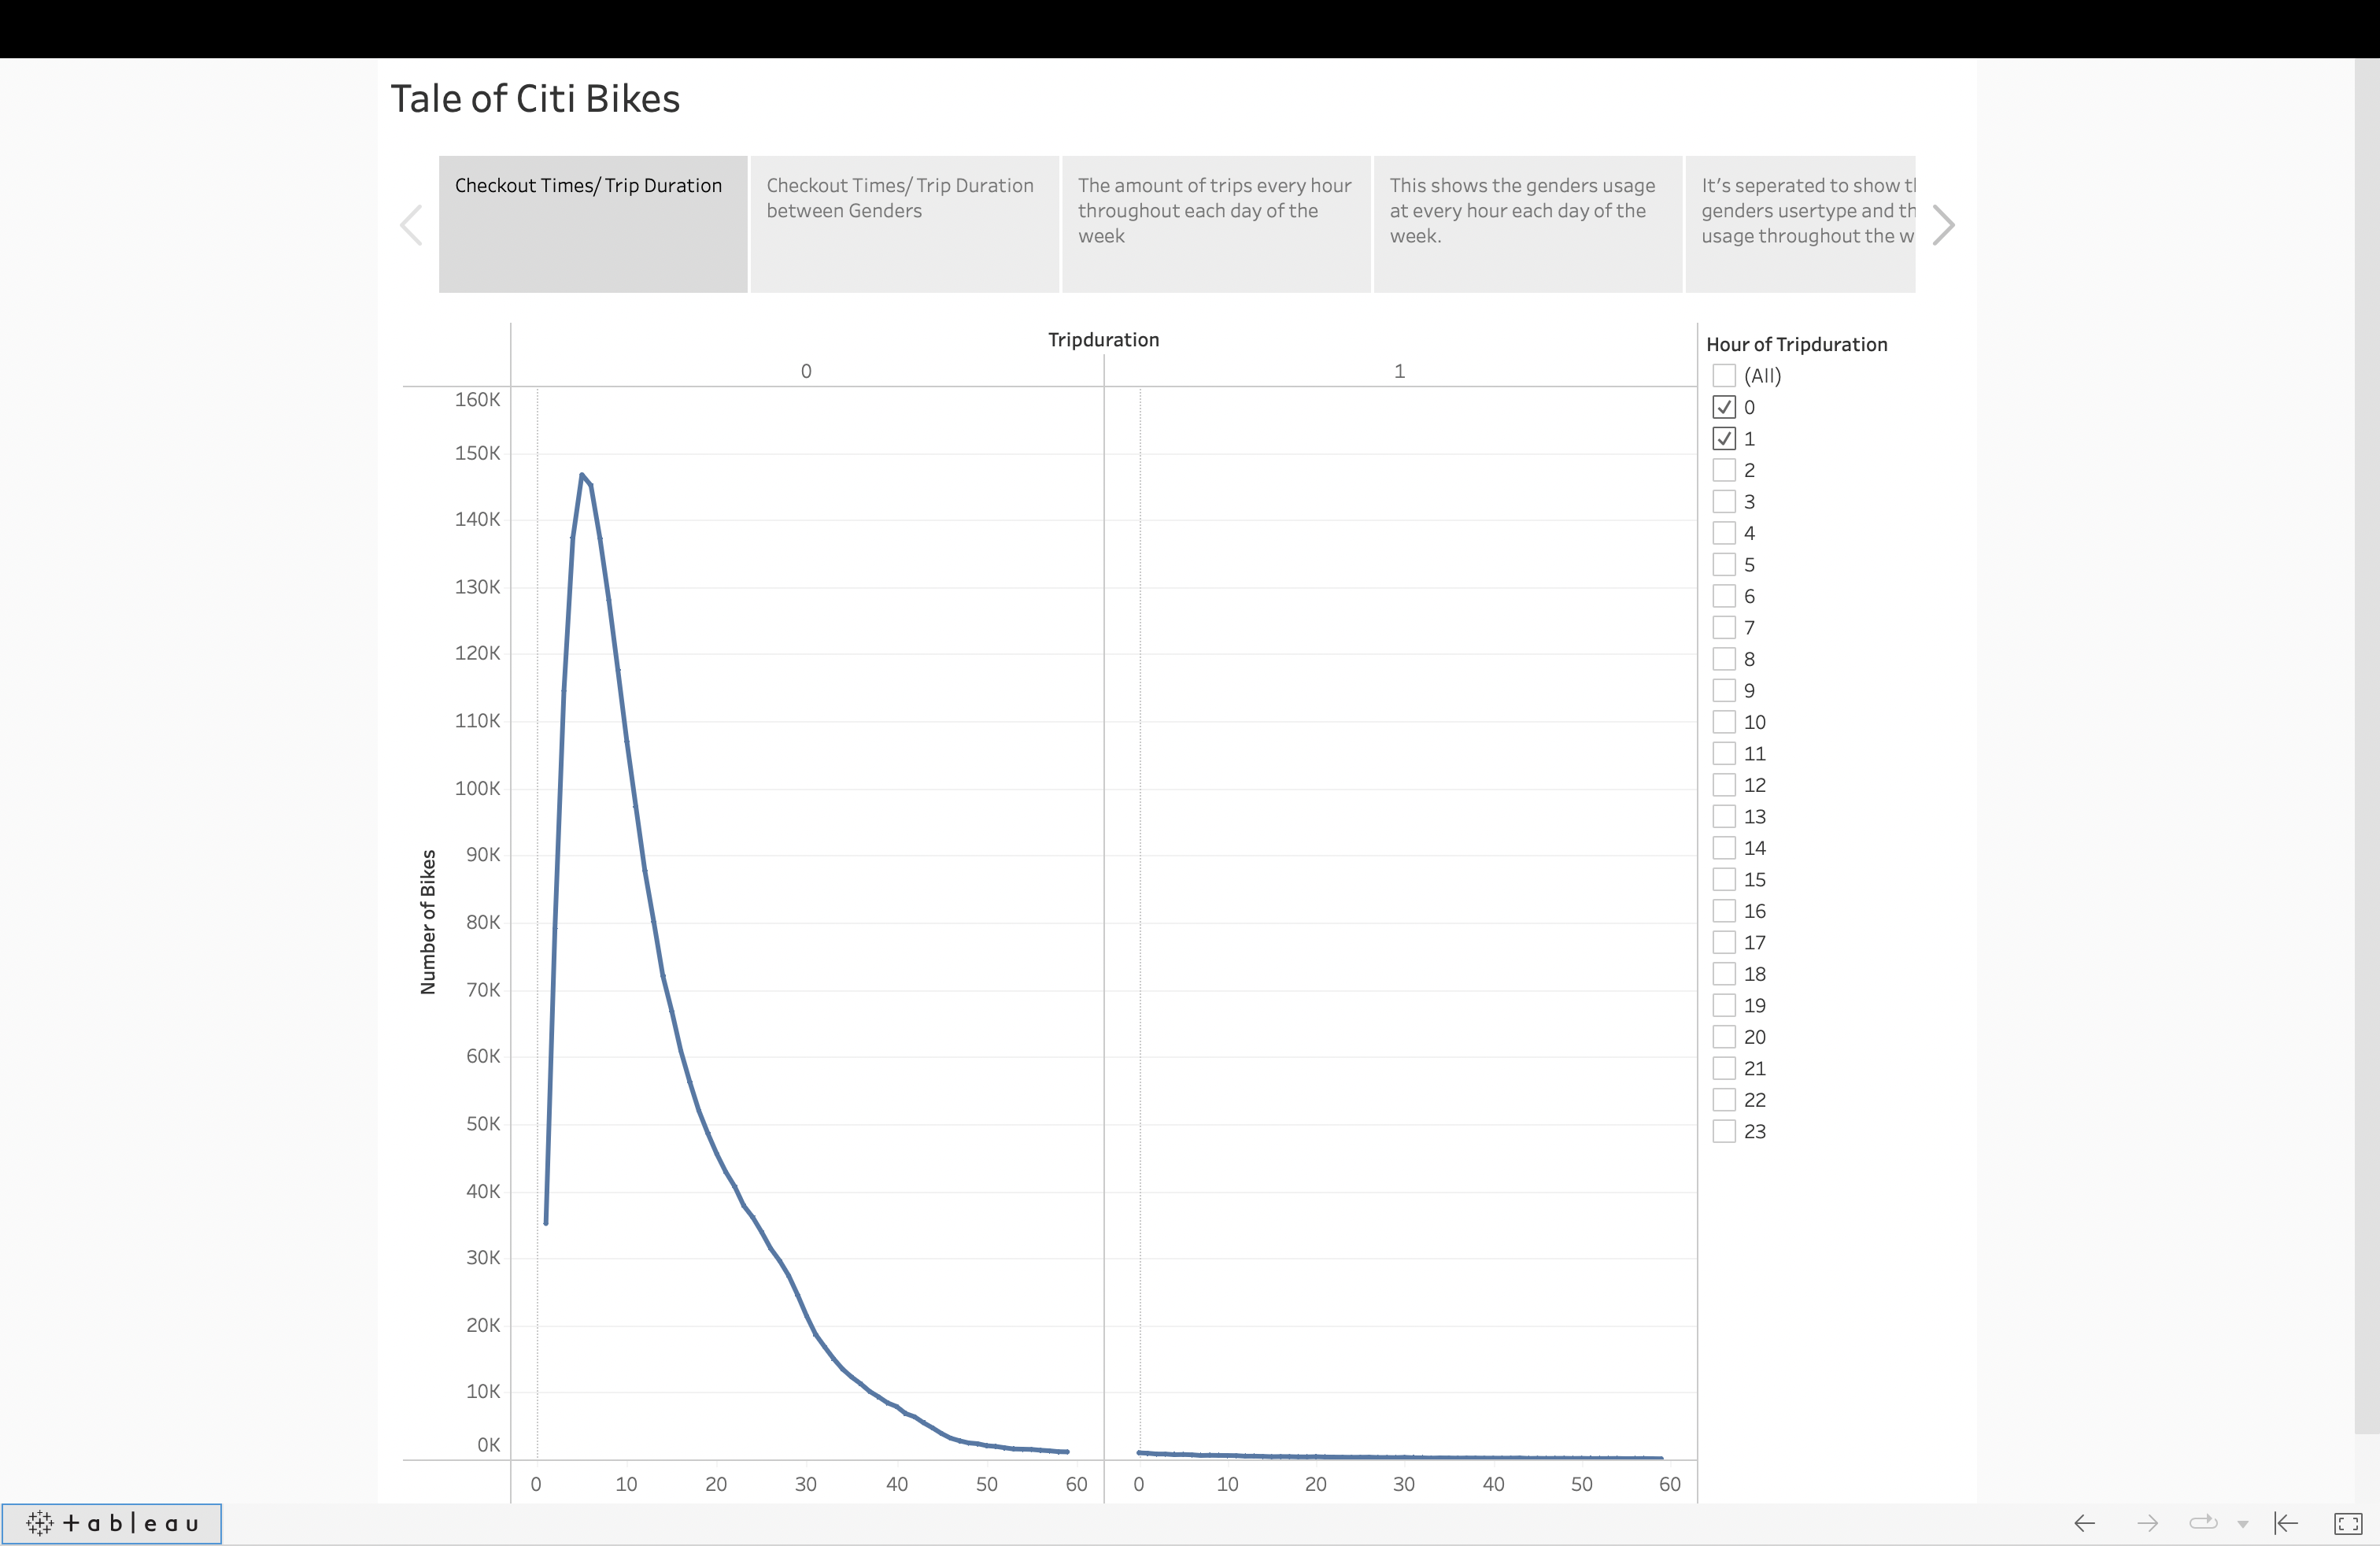 Tale of Citi Bikes
Checkout Times/ Trip Duration
Checkout Times/ Trip Duration
between Genders
The amount of trips every hour
throughout each day of the
week
This shows the genders usage
at every hour each day of the
week.
It's seperated to show
genders usertype and
usage throughout the
Tripduration
0
1
Number of Bikes
160K
150K
140K
130K
120K
110K
100K
90K
80K
70K
60K
50K
40K
30K
20K
10K
0K
0 10 20 30 40 50 60
0 10 20 30 40 50 60
Hour of Tripduration
(All)
0
1
2
3
4
5
6
7
8
9
10
11
12
13
14
15
16
17
18
19
20
21
22
23
+ableau